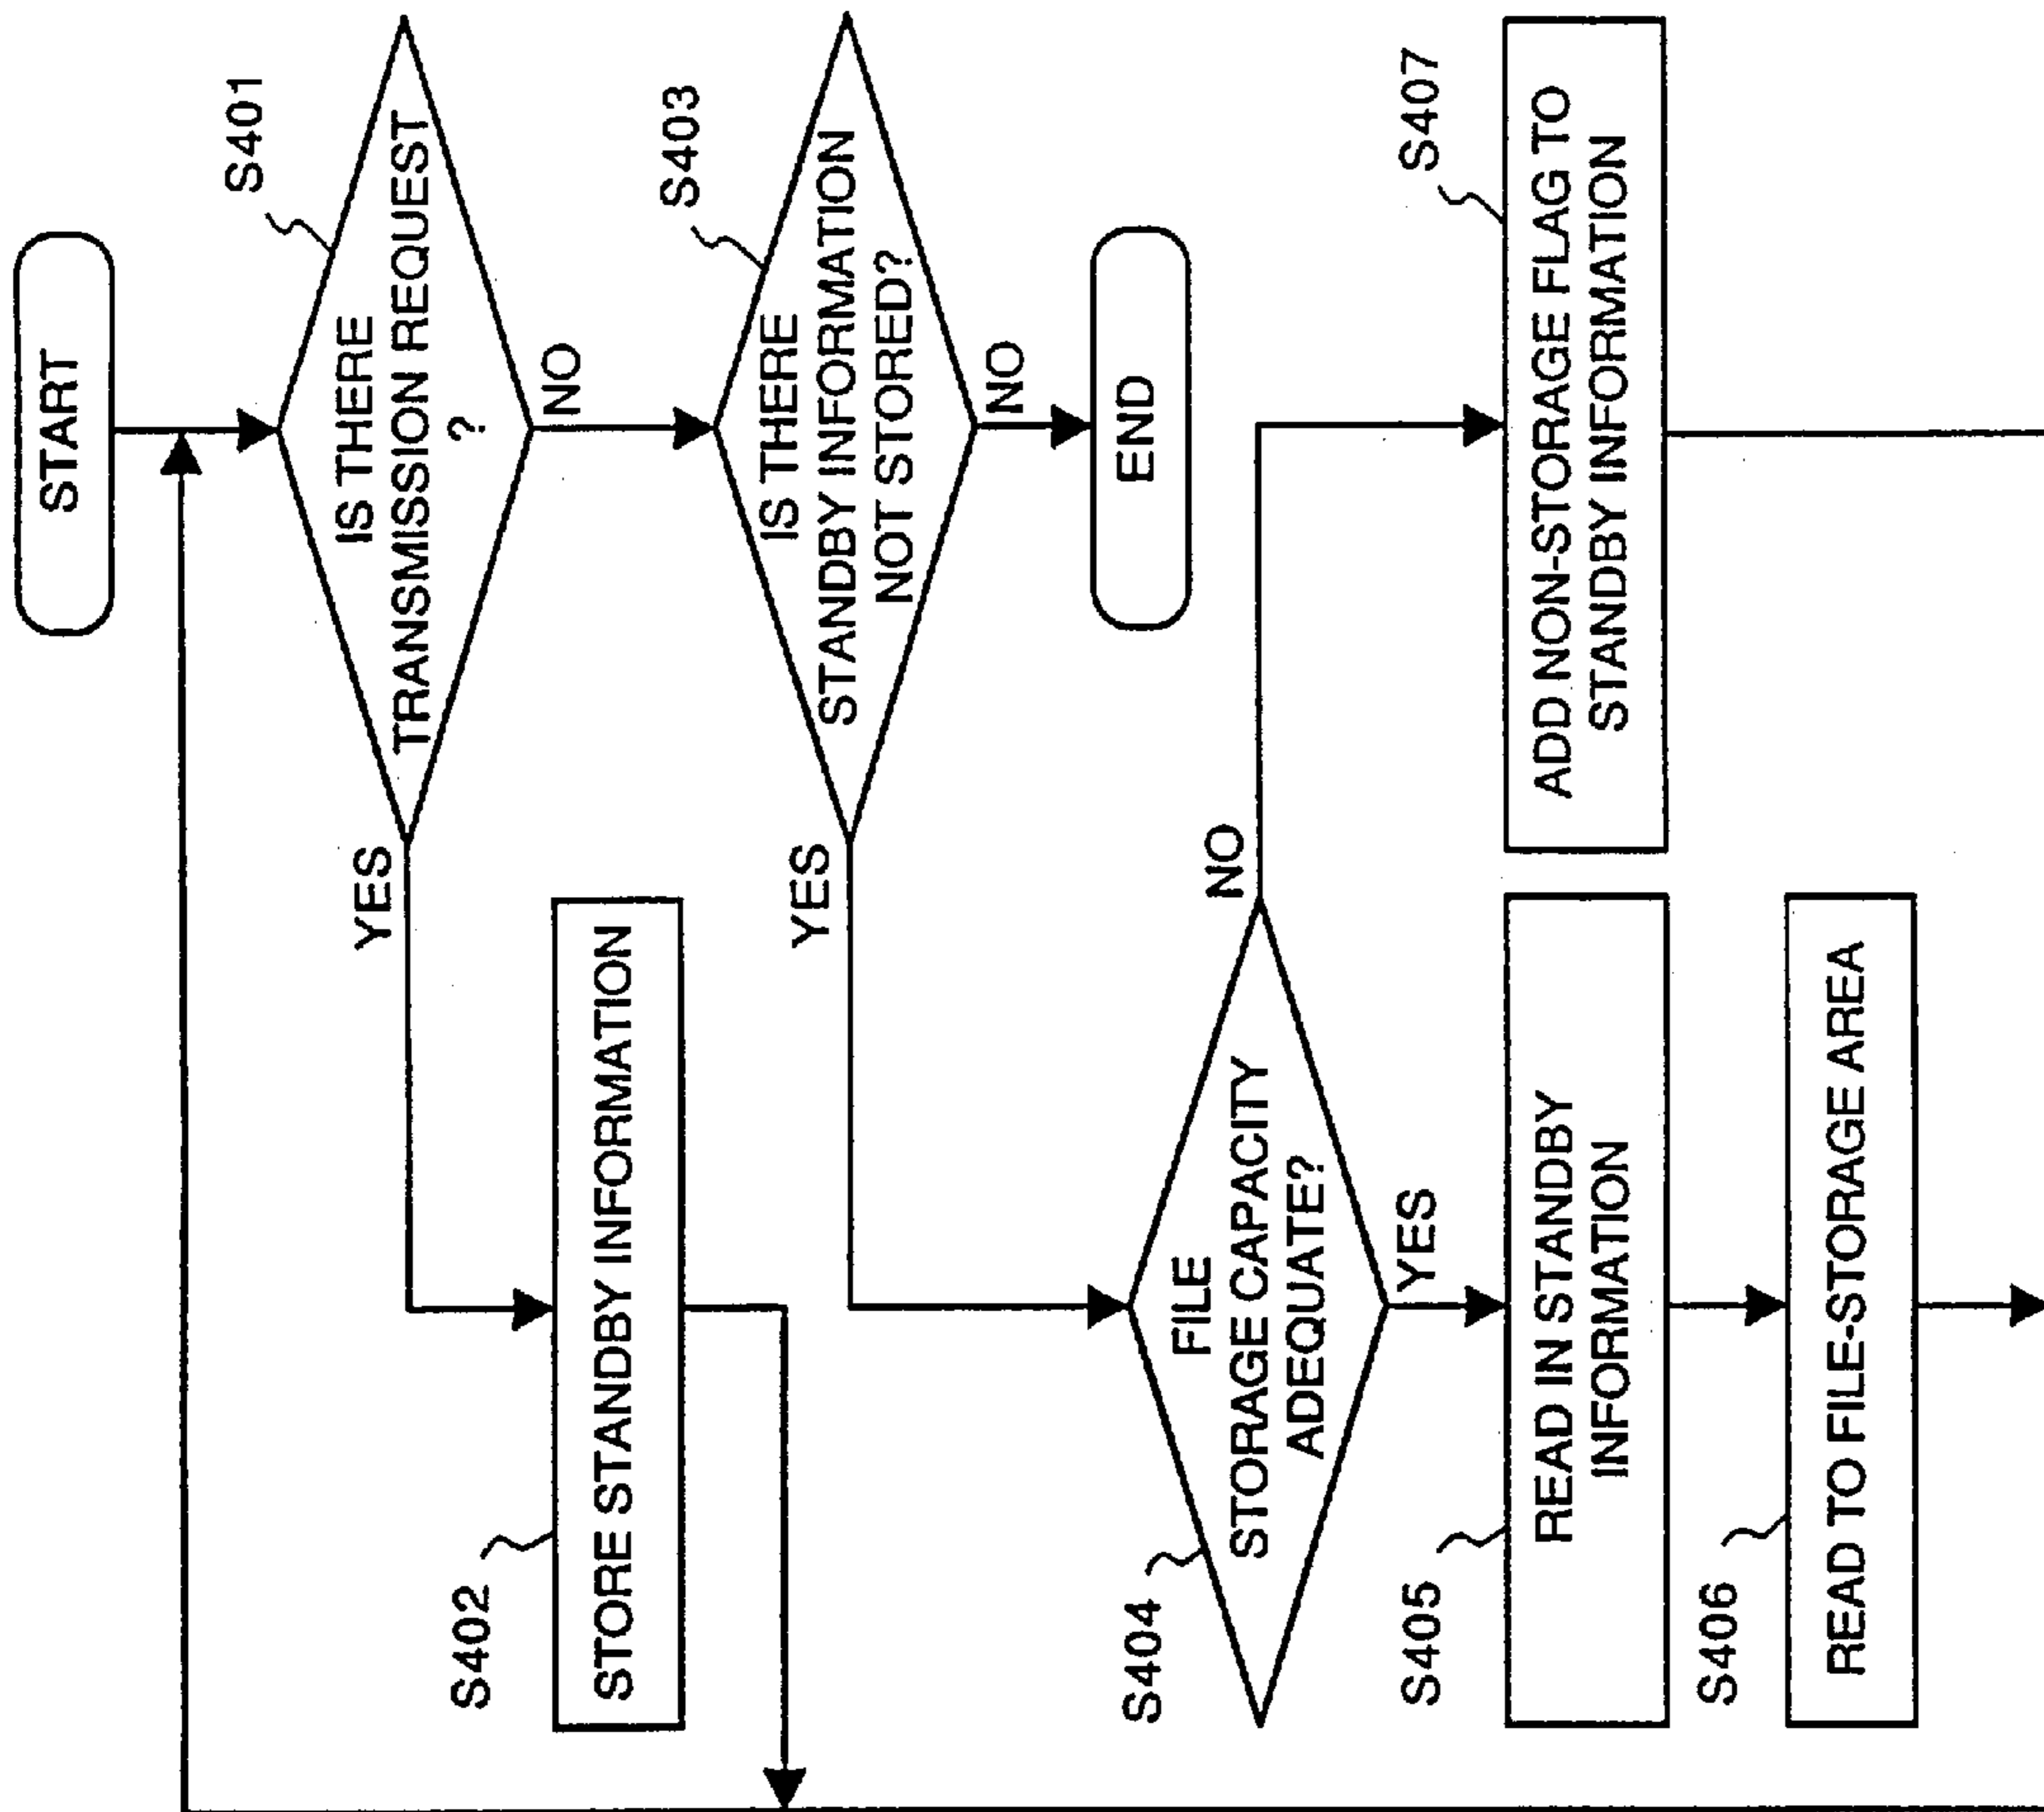 START
S401
IS THERE
TRANSMISSION REQUEST
?
YES
NO
S402
STORE STANDBY INFORMATION
S403
IS THERE
STANDBY INFORMATION
NOT STORED?
YES
NO
END
S404
FILE
STORAGE CAPACITY
ADEQUATE?
NO
YES
S405
READ IN STANDBY
INFORMATION
S407
ADD NON-STORAGE FLAG TO
STANDBY INFORMATION
S406
READ TO FILE-STORAGE AREA